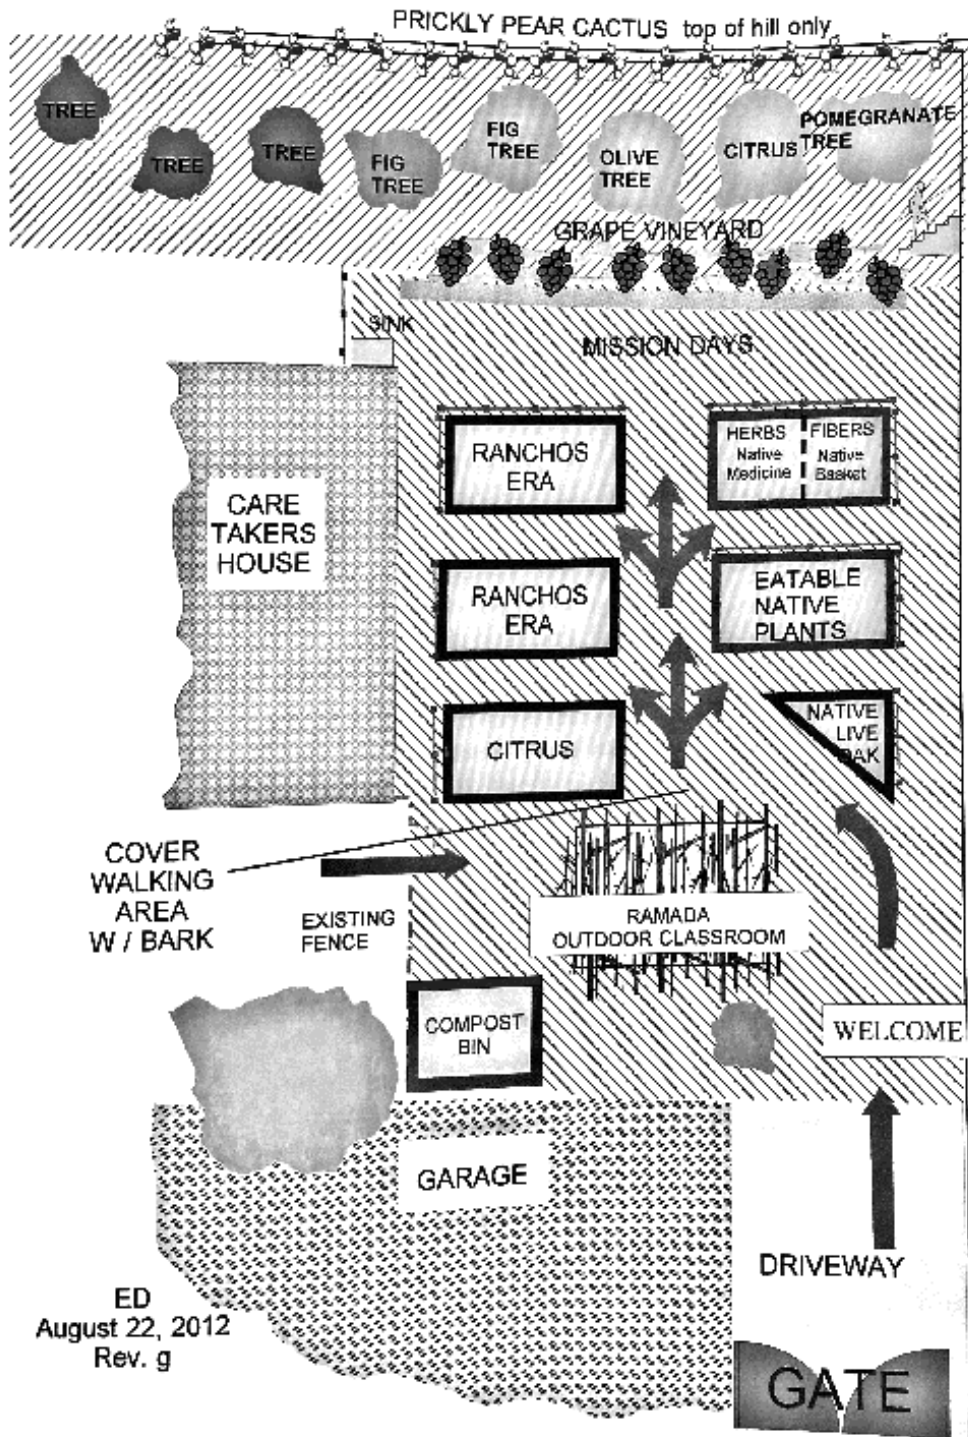 PRICKLY PEAR CACTUS top of hill only
TREE
TREE
TREE
FIG
TREE
FIG
TREE
OLIVE
TREE
CITRUS
POMEGRANATE
TREE
GRAPE VINEYARD
SINK
MISSION DAYS
RANCHOS
ERA
HERBS
Native
Medicine
FIBERS
Native
Basket
CARE
TAKERS
HOUSE
RANCHOS
ERA
EATABLE
NATIVE
PLANTS
CITRUS
NATIVE
LIVE
OAK
COVER
WALKING
AREA
W / BARK
EXISTING
FENCE
RAMADA
OUTDOOR CLASSROOM
COMPOST
BIN
WELCOME
GARAGE
DRIVEWAY
ED
August 22, 2012
Rev. g
GATE